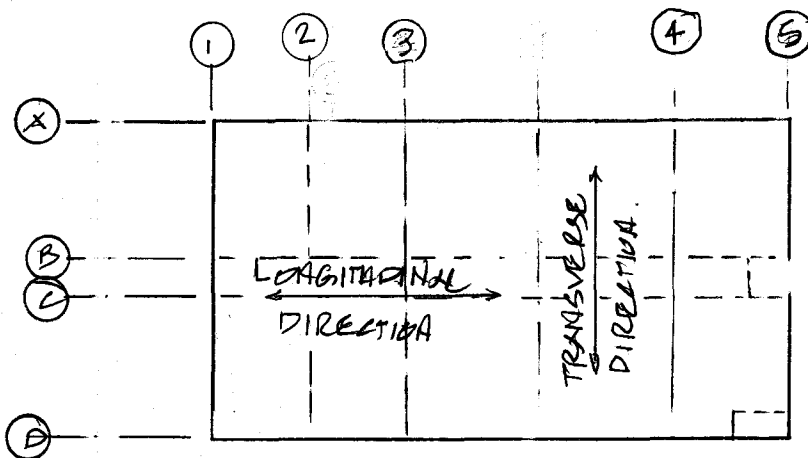 1
2
3
4
5
A
B
C
D
LONGITUDINAL
DIRECTION
TRANSVERSE
DIRECTION.